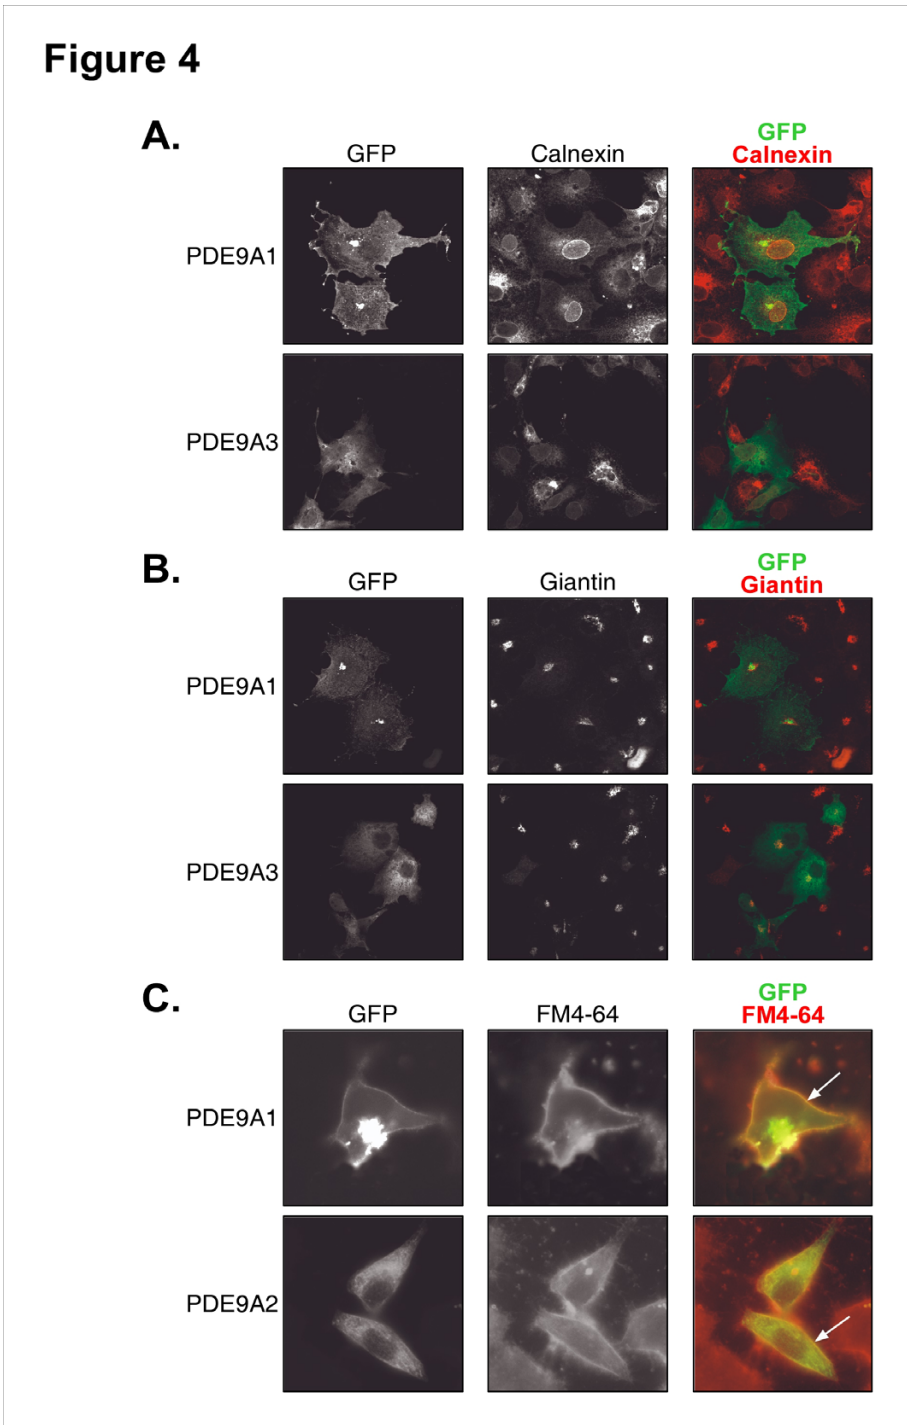 Figure 4
A.
GFP
Calnexin
GFP
Calnexin
PDE9A1
PDE9A3
B.
GFP
Giantin
GFP
Giantin
PDE9A1
PDE9A3
C.
GFP
FM4-64
GFP
FM4-64
PDE9A1
PDE9A2